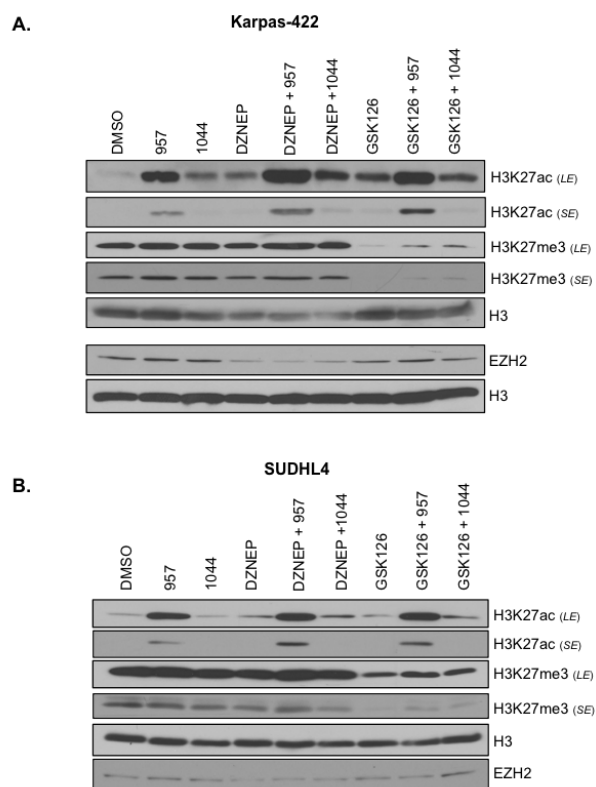 A.
Karpas-422
DMSO
957
1044
DZNEP
DZNEP + 957
DZNEP +1044
GSK126
GSK126 + 957
GSK126 + 1044
H3K27ac (LE)
H3K27ac (SE)
H3K27me3 (LE)
H3K27me3 (SE)
H3
EZH2
H3
SUDHL4
B.
DMSO
957
1044
DZNEP
DZNEP + 957
DZNEP +1044
GSK126
GSK126 + 957
GSK126 + 1044
H3K27ac (LE)
H3K27ac (SE)
H3K27me3 (LE)
H3K27me3 (SE)
H3
EZH2